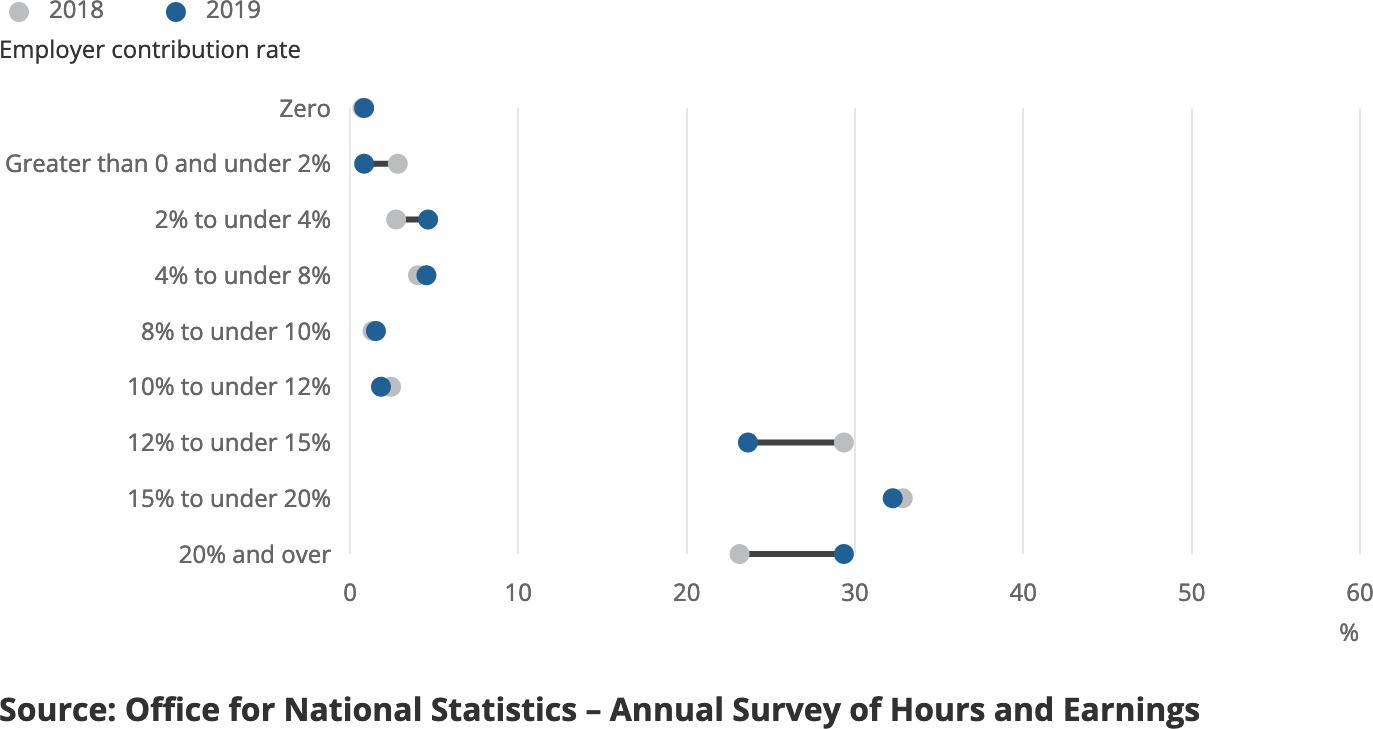 2018 2019
Employer contribution rate
Zero
Greater than 0 and under 2%
2% to under 4%
4% to under 8%
8% to under 10%
10% to under 12%
12% to under 15%
15% to under 20%
20% and over
0 10 20 30 40 50 60
%
Source: Office for National Statistics – Annual Survey of Hours and Earnings